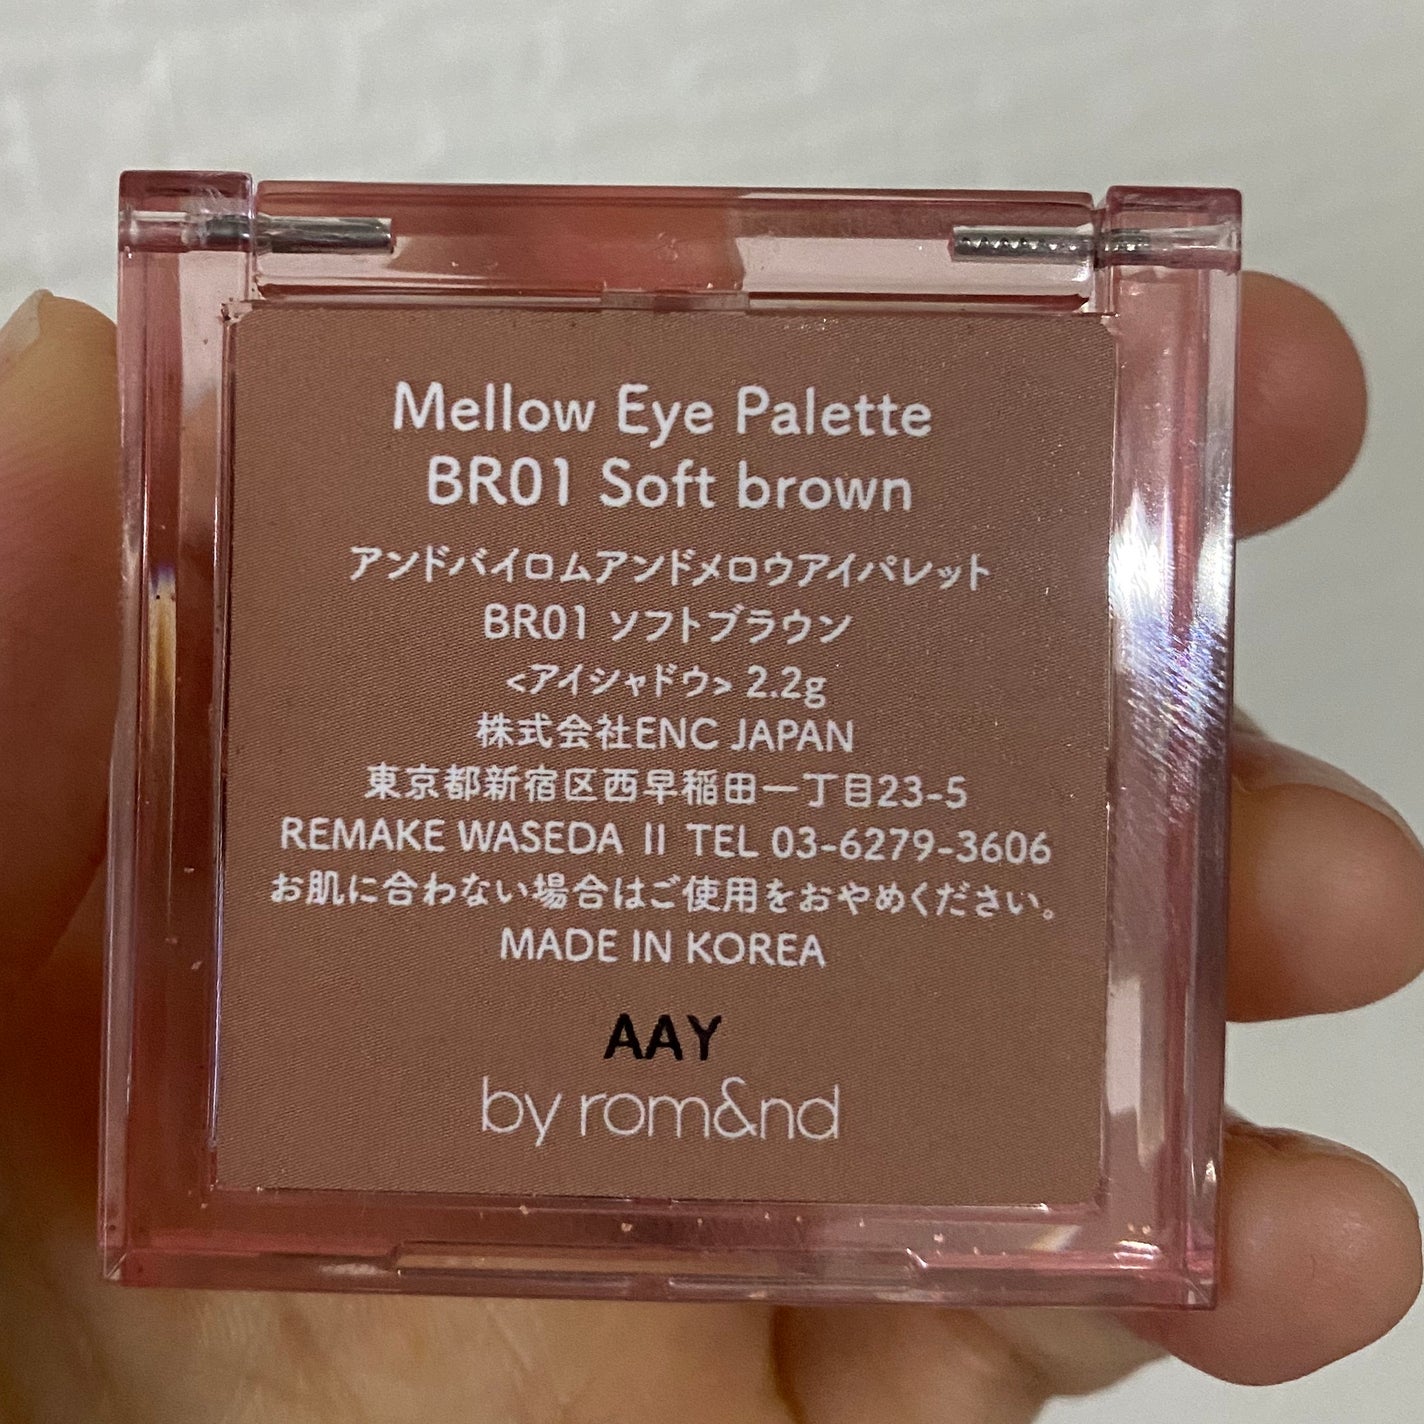 Mellow Eye Palette
BR01 Soft brown
アンドバイロムアンドメロウアイパレット
BR01 ソフトブラウン
<アイシャドウ> 2.2g
株式会社ENC JAPAN
東京都新宿区西早稲田一丁目23-5
REMAKE WASEDA II TEL 03-6279-3606
お肌に合わない場合はご使用をおやめください。
MADE IN KOREA
AAY
by rom&nd